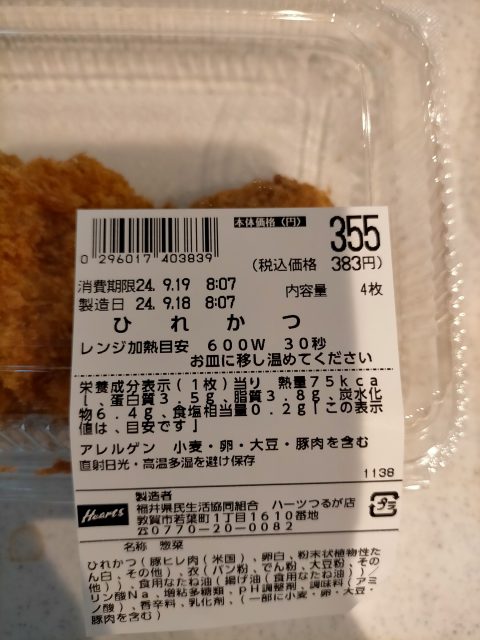 本体価格(円)
355
0 296017 403839
(税込価格 383円)
消費期限24. 9.19 8:07
製造日 24. 9.18 8:07
内容量 4枚
ひれかつ
レンジ加熱目安 600W 30秒
お皿に移し温めてください
栄養成分表示(1枚)当り 熱量75kca
l、蛋白質3.5g、脂質3.8g、炭水化
物6.4g、食塩相当量0.2g[この表示
値は、目安です]
アレルゲン 小麦・卵・大豆・豚肉を含む
直射日光・高温多湿を避け保存
1138
製造者
Hearts
福井県民生活協同組合 ハーツつるが店
敦賀市若葉町1丁目1610番地
☎0770-20-0082
プラ
名称 惣菜
ひれかつ(豚ヒレ肉(米国)、卵白、粉末状植物性た
ん白、その他)、衣(パン粉、でん粉、大豆粉、その
他)、食用なたね油(揚げ油(食用なたね油))/
リン酸Na、増粘多糖類、PH調整剤、調味料(アミ
ノ酸)、香辛料、乳化剤、(一部に小麦・卵・大豆・
豚肉を含む)